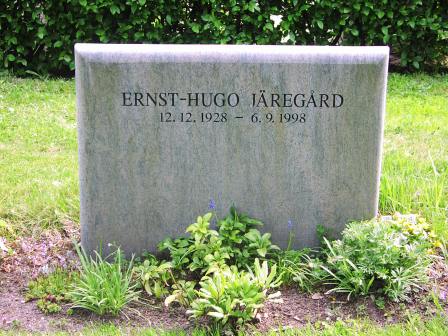 ERNST-HUGO JÄREGÅRD
12. 12. 1928 – 6. 9. 1998